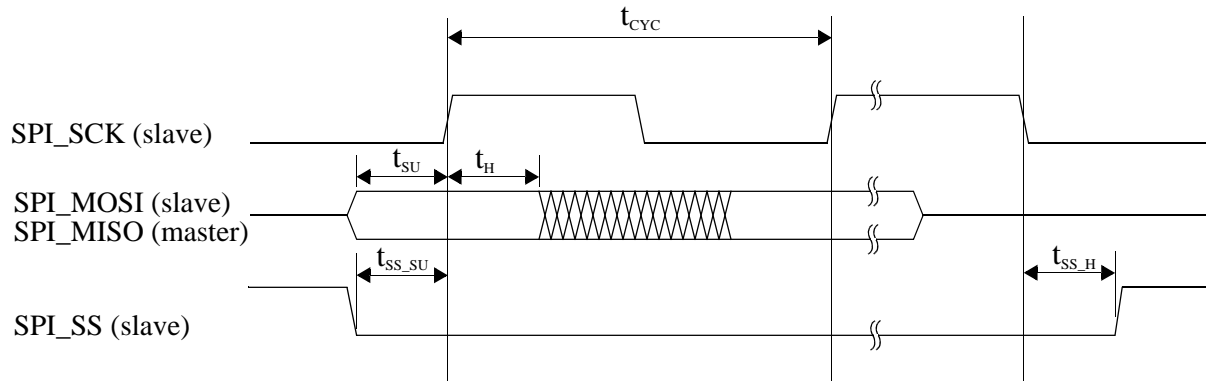 tCYC
SPI_SCK (slave)
tSU tH
SPI_MOSI (slave)
SPI_MISO (master)
tSS_SU tSS_H
SPI_SS (slave)